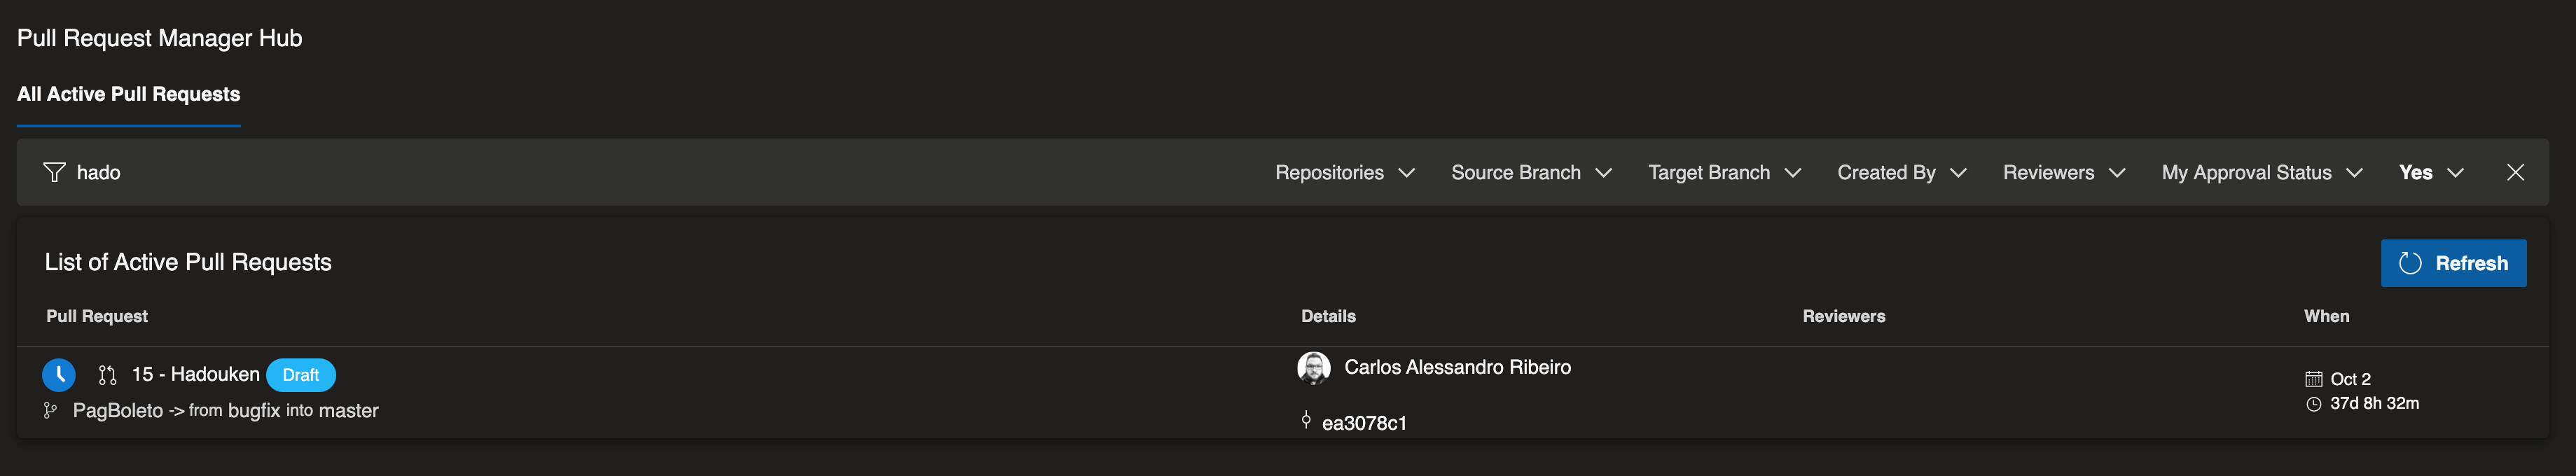 Pull Request Manager Hub
All Active Pull Requests
hado Repositories Source Branch Target Branch Created By Reviewers My Approval Status Yes
List of Active Pull Requests Refresh
Pull Request Details Reviewers When
15 - Hadouken Draft Carlos Alessandro Ribeiro Oct 2
PagBoleto -> from bugfix into master ea3078c1 37d 8h 32m